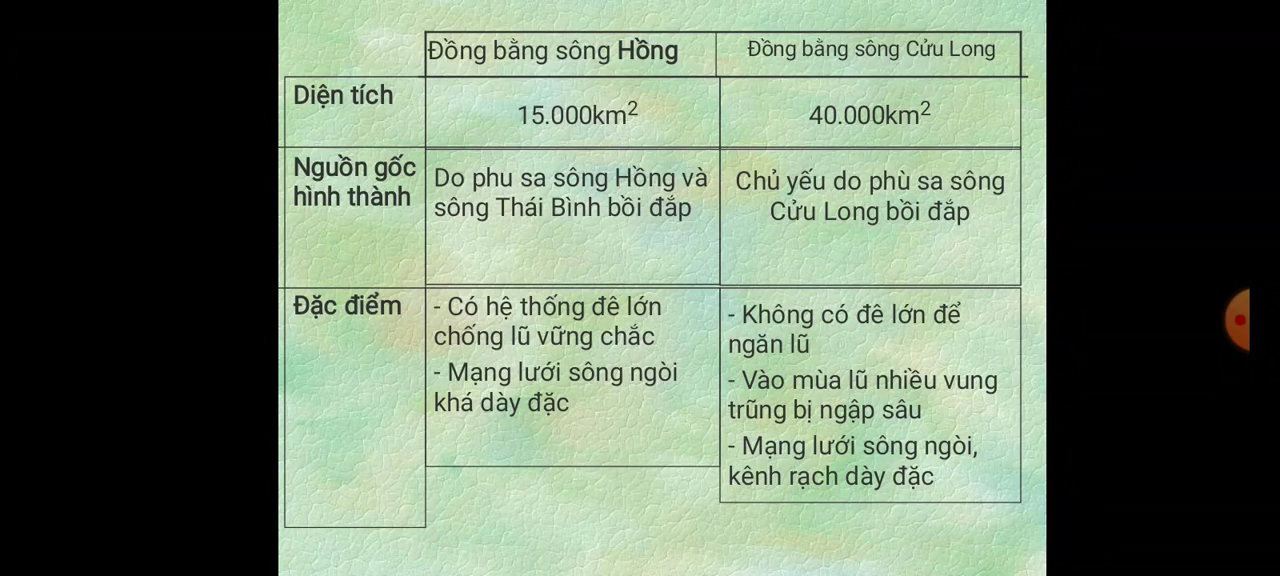 Đồng bằng sông Hồng
Đồng bằng sông Cửu Long
Diện tích
15.000km2
40.000km2
Nguồn gốc
hình thành
Do phu sa sông Hồng và
sông Thái Bình bồi đắp
Chủ yếu do phù sa sông
Cửu Long bồi đắp
Đặc điểm
- Có hệ thống đê lớn
chống lũ vững chắc
- Mạng lưới sông ngòi
khá dày đặc
- Không có đê lớn để
ngăn lũ
- Vào mùa lũ nhiều vung
trũng bị ngập sâu
- Mạng lưới sông ngòi,
kênh rạch dày đặc